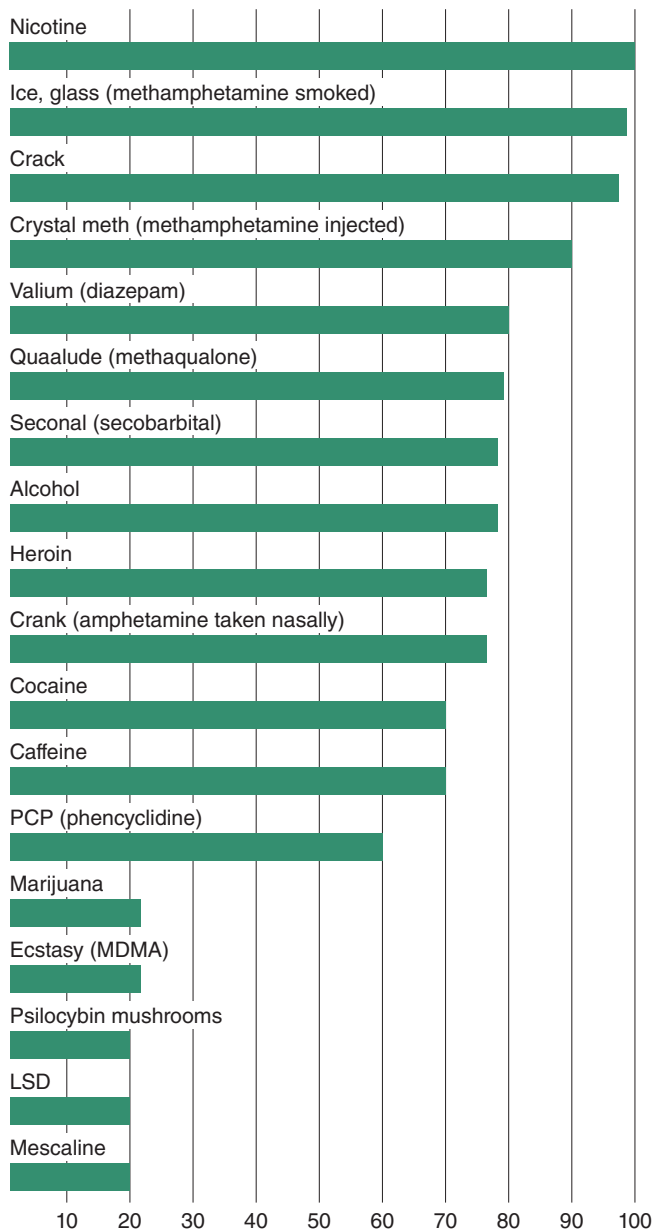 Nicotine
Ice, glass (methamphetamine smoked)
Crack
Crystal meth (methamphetamine injected)
Valium (diazepam)
Quaalude (methaqualone)
Seconal (secobarbital)
Alcohol
Heroin
Crank (amphetamine taken nasally)
Cocaine
Caffeine
PCP (phencyclidine)
Marijuana
Ecstasy (MDMA)
Psilocybin mushrooms
LSD
Mescaline
10 20 30 40 50 60 70 80 90 100